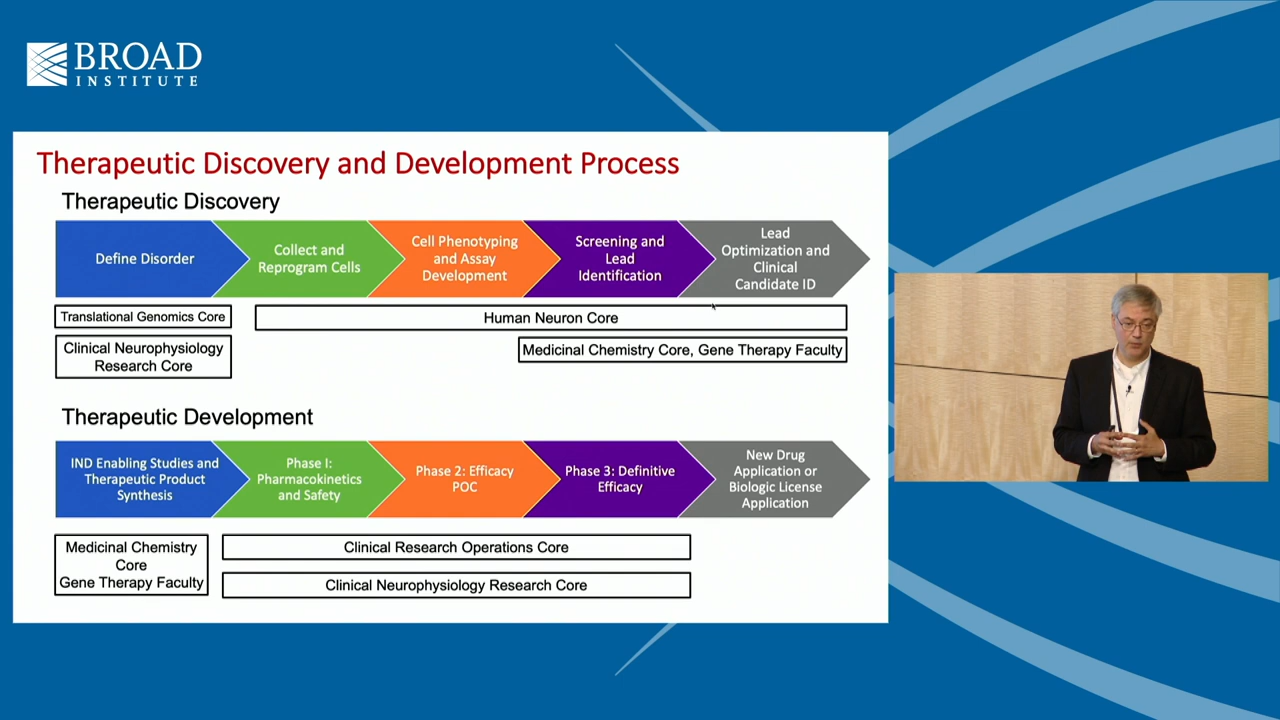 BROAD
INSTITUTE
Therapeutic Discovery and Development Process
Therapeutic Discovery
Define Disorder
Collect and
Reprogram Cells
Cell Phenotyping
and Assay
Development
Screening and
Lead
Identification
Lead
Optimization and
Clinical
Candidate ID
Translational Genomics Core
Human Neuron Core
Clinical Neurophysiology
Research Core
Medicinal Chemistry Core, Gene Therapy Faculty
Therapeutic Development
IND Enabling Studies and
Therapeutic Product
Synthesis
Phase I:
Pharmacokinetics
and Safety
Phase 2: Efficacy
POC
Phase 3: Definitive
Efficacy
New Drug
Application or
Biologic License
Application
Medicinal Chemistry
Core
Gene Therapy Faculty
Clinical Research Operations Core
Clinical Neurophysiology Research Core